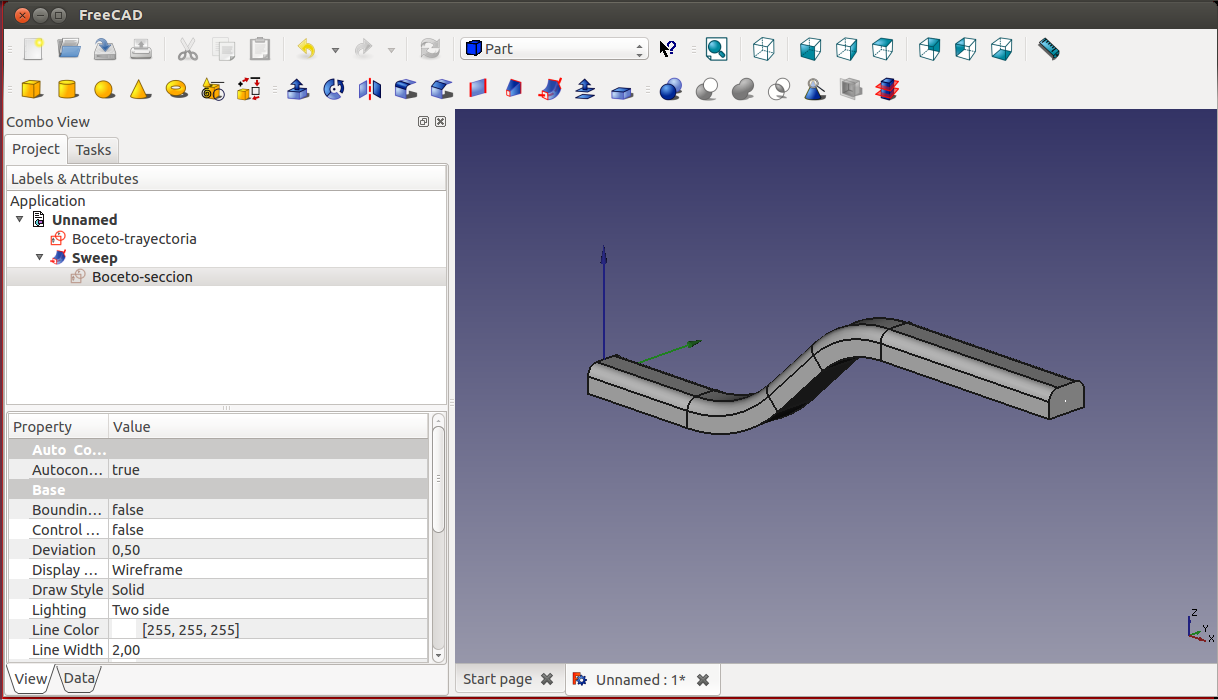 FreeCAD
Part
Combo View
Project Tasks
Labels & Attributes
Application
Unnamed
Boceto-trayectoria
Sweep
Boceto-seccion
Property Value
Auto Co...
Autocon... true
Base
Boundin... false
Control ... false
Deviation 0,50
Display ... Wireframe
Draw Style Solid
Lighting Two side
Line Color [255, 255, 255]
Line Width 2,00
View Data
Z
Y
X
Start page Unnamed : 1*